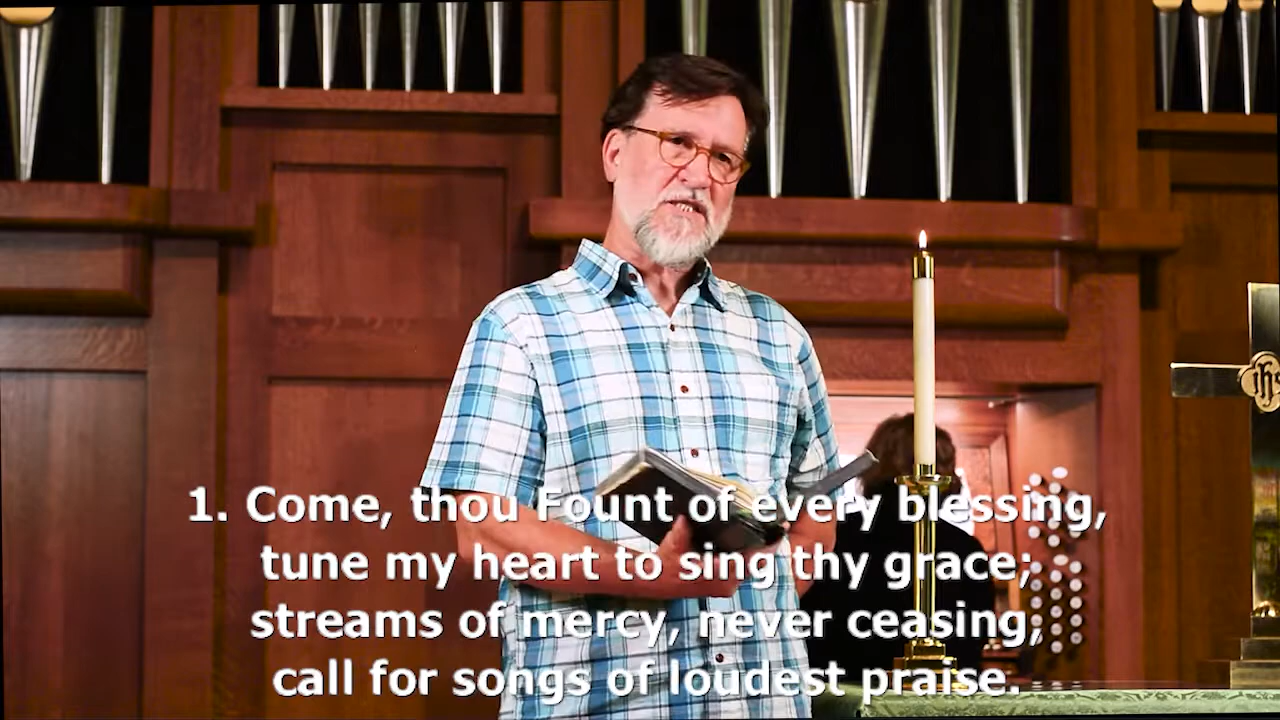 1. Come, thou Fount of every blessing,
tune my heart to sing thy grace;
streams of mercy, never ceasing,
call for songs of loudest praise.
ihs